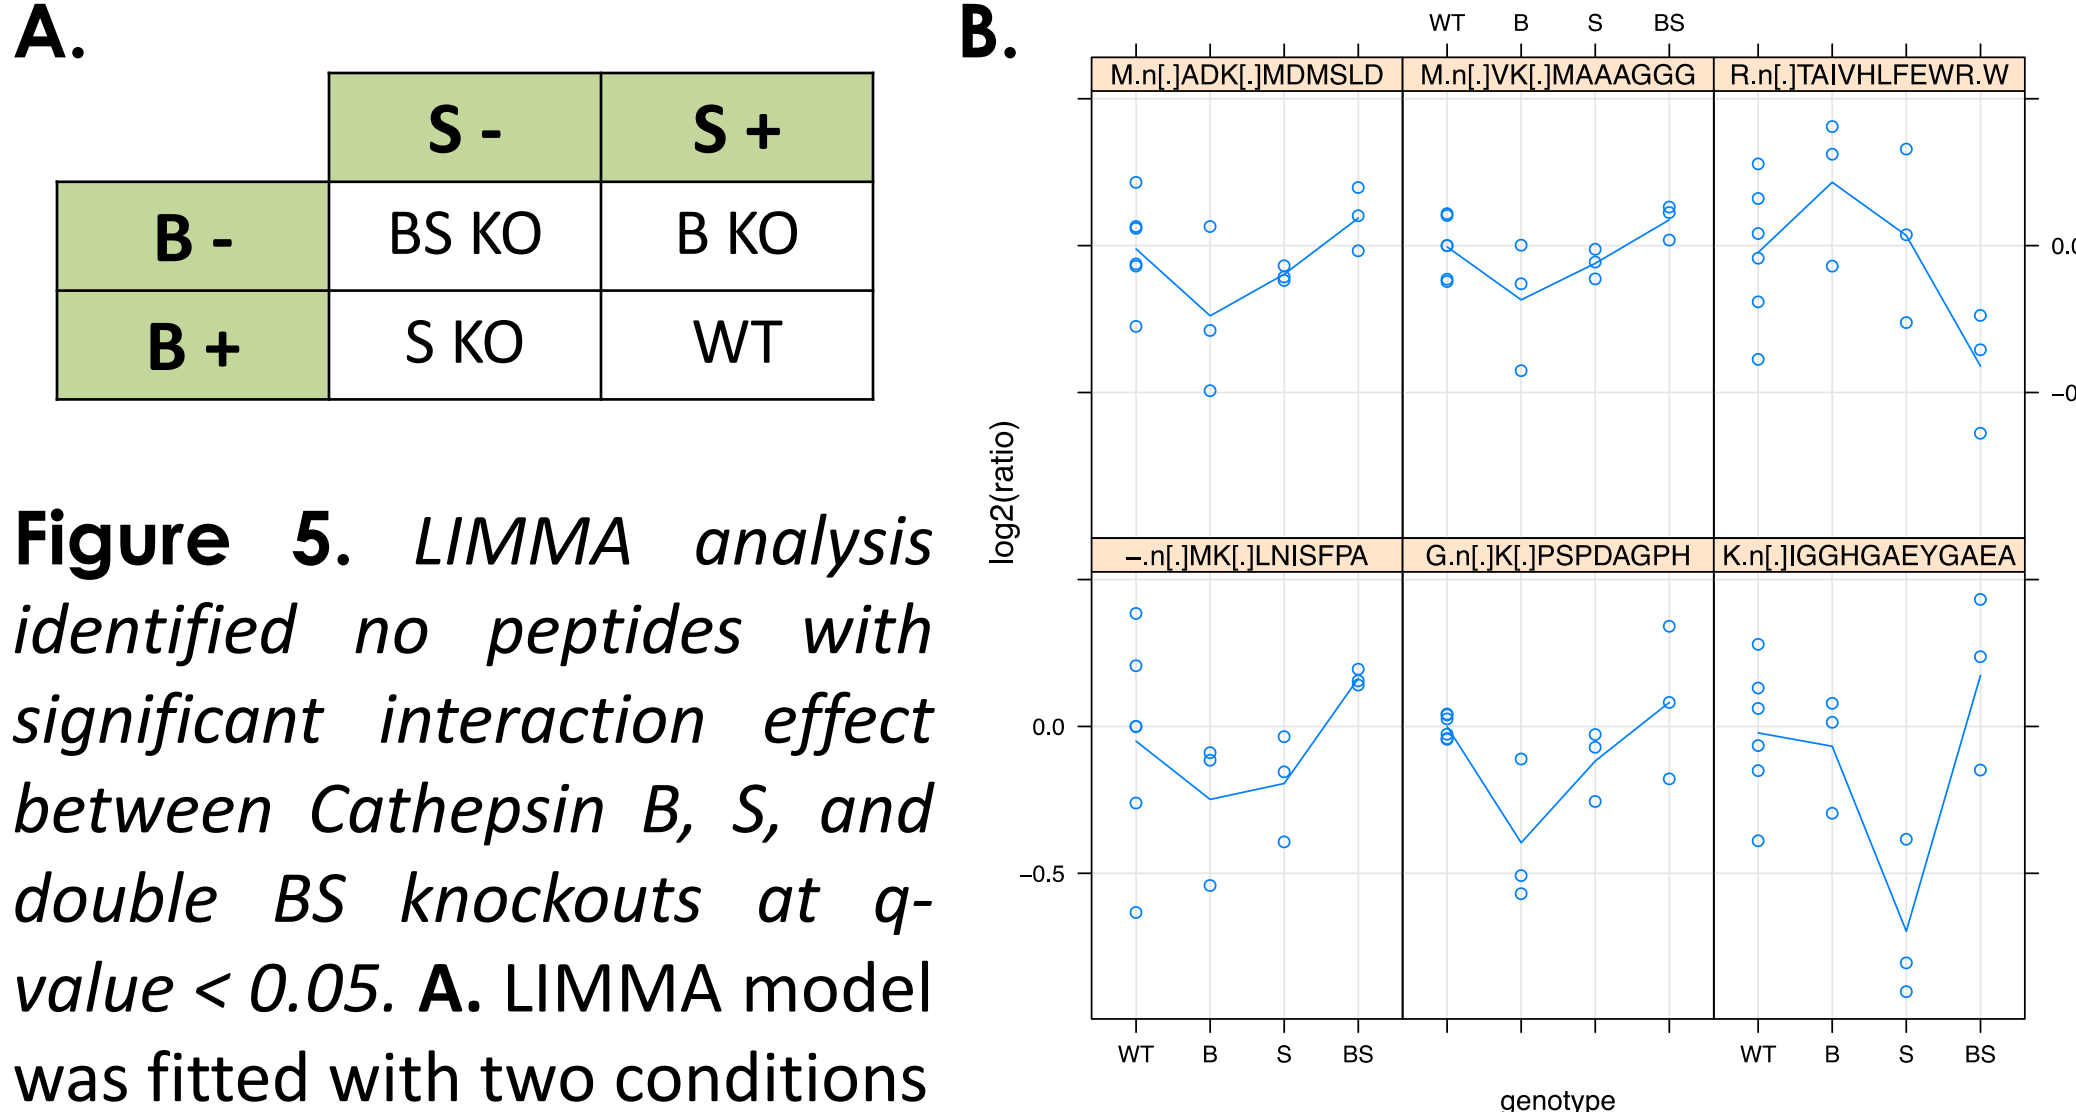 A.
S - S +
B - BS KO B KO
B + S KO WT
Figure 5. LIMMA analysis
identified no peptides with
significant interaction effect
between Cathepsin B, S, and
double BS knockouts at q-
value < 0.05. A. LIMMA model
was fitted with two conditions
B.
WT B S BS
M.n[.]ADK[.]MDMSLD M.n[.]VK[.]MAAAGGG R.n[.]TAIVHLFEWR.W
log2(ratio)
–.n[.]MK[.]LNISFPA G.n[.]K[.]PSPDAGPH K.n[.]IGGHGAEYGAEA
0.0
−0.5
WT B S BS WT B S BS
genotype